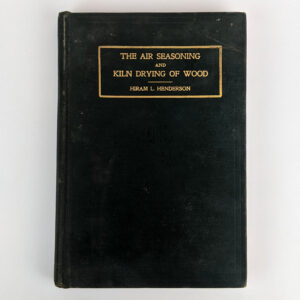 THE AIR SEASONING
AND
KILN DRYING OF WOOD
HIRAM L. HENDERSON